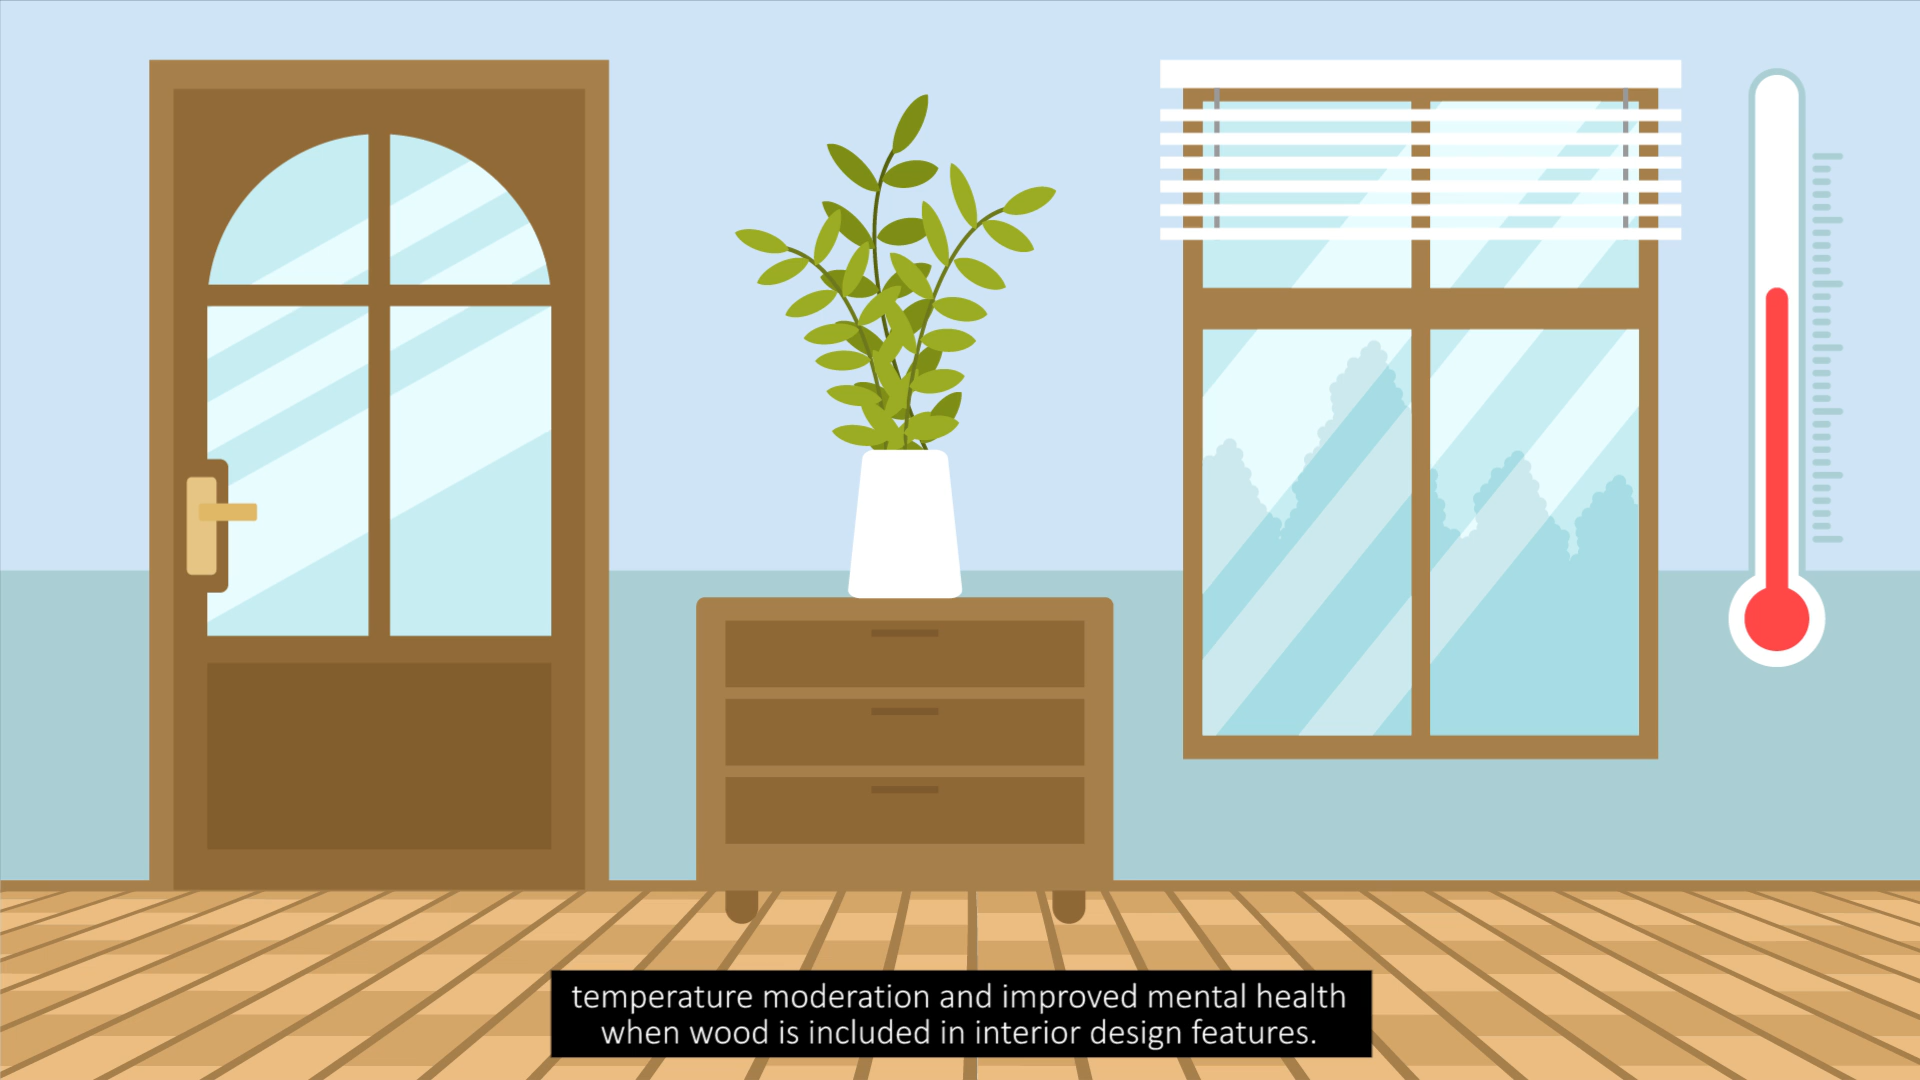 temperature moderation and improved mental health
when wood is included in interior design features.